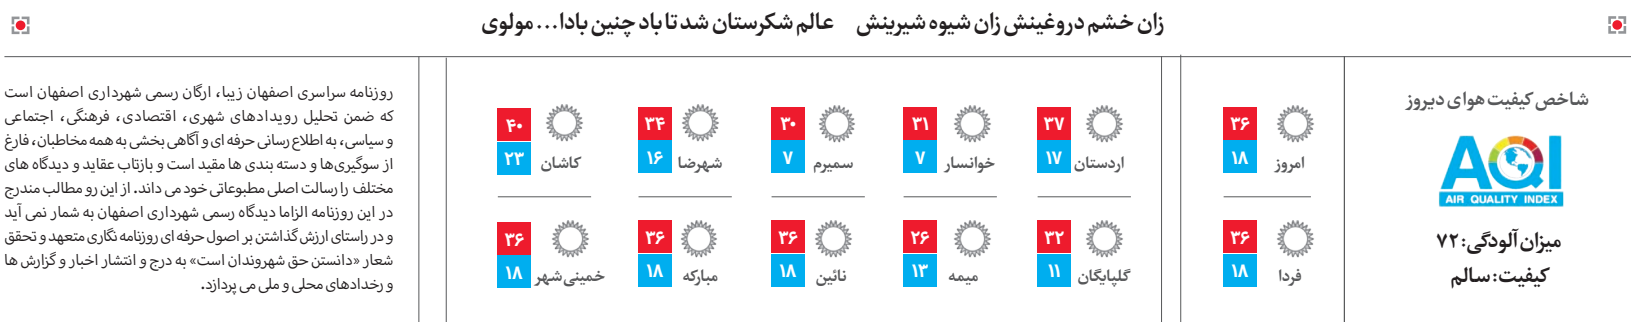 زان خشم دروغینش زان شیوه شیرینش عالم شکرستان شد تا باد چنین بادا... مولوی
شاخص کیفیت هوای دیروز
AQI
AIR QUALITY INDEX
میزان آلودگی: ۷۲
کیفیت: سالم
۳۶
۱۸
امروز
۳۶
۱۸
فردا
۳۷
۱۷
اردستان
۳۱
۷
خوانسار
۳۰
۷
سمیرم
۳۴
۱۶
شهرضا
۴۰
۲۳
کاشان
۳۲
۱۱
گلپایگان
۲۶
۱۳
میمه
۳۶
۱۸
نائین
۳۶
۱۸
مبارکه
۳۶
۱۸
خمینی‌شهر
روزنامه سراسری اصفهان زیبا، ارگان رسمی شهرداری اصفهان است
که ضمن تحلیل رویدادهای شهری، اقتصادی، فرهنگی، اجتماعی
و سیاسی، به اطلاع رسانی حرفه ای و آگاهی بخشی به همه مخاطبان، فارغ
از سوگیری‌ها و دسته بندی ها مقید است و بازتاب عقاید و دیدگاه های
مختلف را رسالت اصلی مطبوعاتی خود می داند. از این رو مطالب مندرج
در این روزنامه الزاما دیدگاه رسمی شهرداری اصفهان به شمار نمی آید
و در راستای ارزش گذاشتن بر اصول حرفه ای روزنامه نگاری متعهد و تحقق
شعار «دانستن حق شهروندان است» به درج و انتشار اخبار و گزارش ها
و رخدادهای محلی و ملی می پردازد.